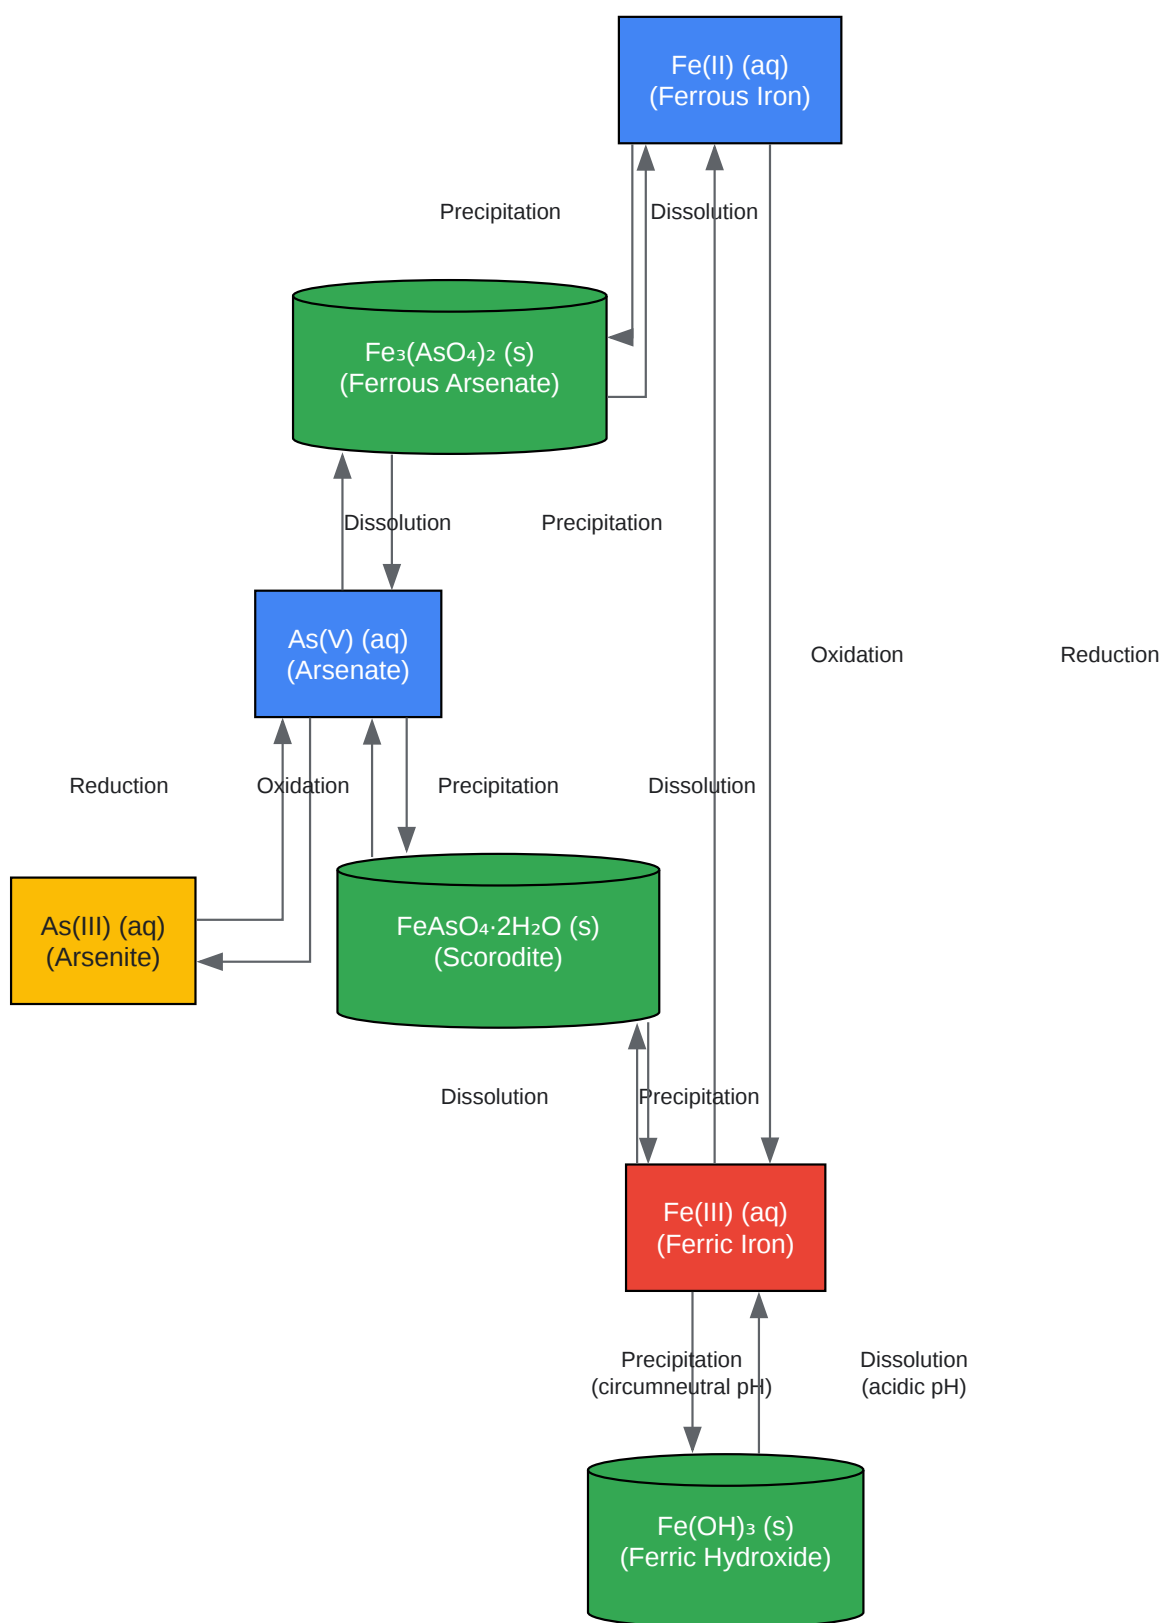 Fe(II) (aq)
(Ferrous Iron)
Precipitation
Dissolution
Fe₃(AsO₄)₂ (s)
(Ferrous Arsenate)
Dissolution
Precipitation
As(V) (aq)
(Arsenate)
Oxidation
Reduction
Reduction
Oxidation
Precipitation
Dissolution
As(III) (aq)
(Arsenite)
FeAsO₄·2H₂O (s)
(Scorodite)
Dissolution
Precipitation
Fe(III) (aq)
(Ferric Iron)
Precipitation
(circumneutral pH)
Dissolution
(acidic pH)
Fe(OH)₃ (s)
(Ferric Hydroxide)